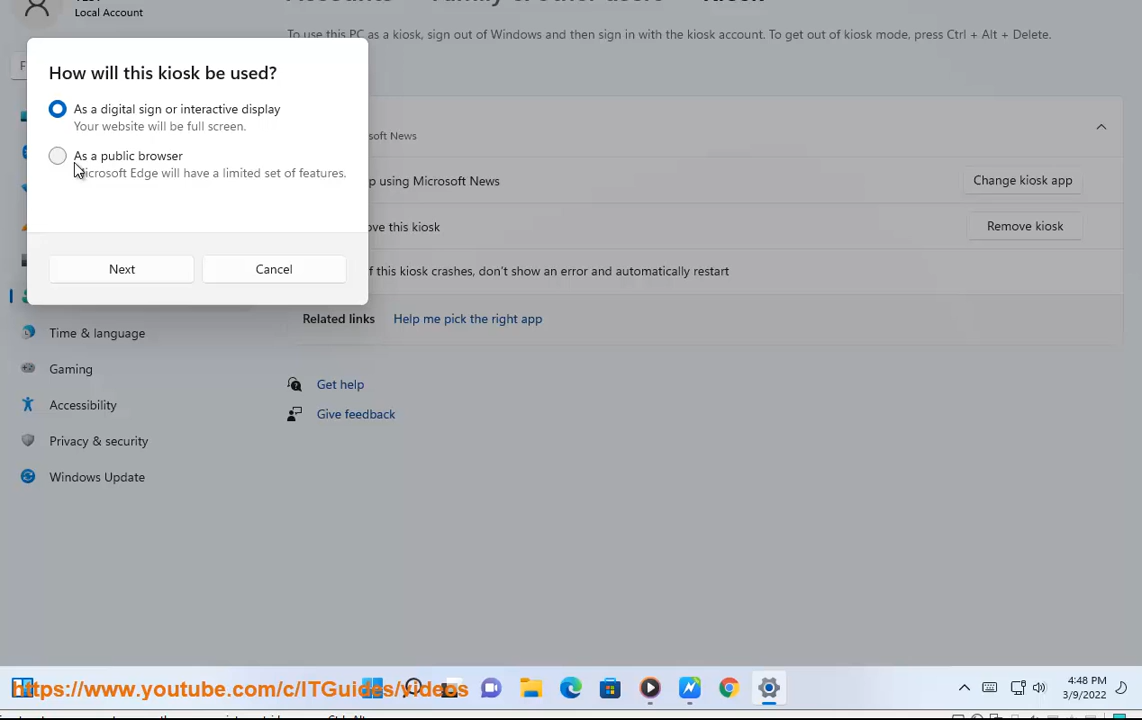 Local Account
Accounts > Family & other users > Kiosk
To use this PC as a kiosk, sign out of Windows and then sign in with the kiosk account. To get out of kiosk mode, press Ctrl + Alt + Delete.
How will this kiosk be used?
As a digital sign or interactive display
Your website will be full screen.
As a public browser
Microsoft Edge will have a limited set of features.
Next
Cancel
soft News
p using Microsoft News
Change kiosk app
ove this kiosk
Remove kiosk
f this kiosk crashes, don't show an error and automatically restart
Related links
Help me pick the right app
Time & language
Gaming
Accessibility
Privacy & security
Windows Update
Get help
Give feedback
https://www.youtube.com/c/ITGuides/videos
4:48 PM
3/9/2022